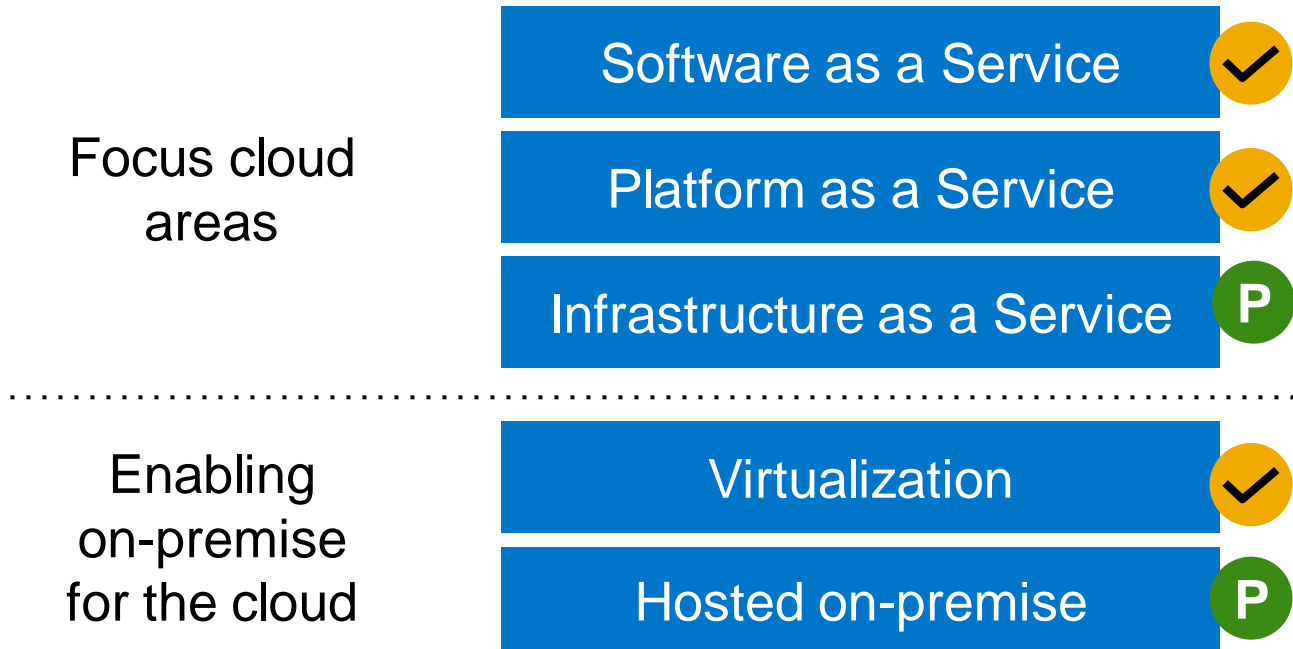 Focus cloud
areas
Software as a Service
Platform as a Service
Infrastructure as a Service
P
Enabling
on-premise
for the cloud
Virtualization
Hosted on-premise
P